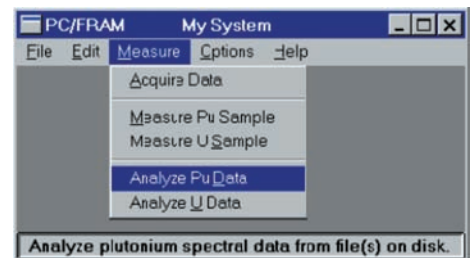 PC/FRAM My System
File Edit Measure Options Help
Acquire Data
Measure Pu Sample
Measure U Sample
Analyze Pu Data
Analyze U Data
Analyze plutonium spectral data from file(s) on disk.